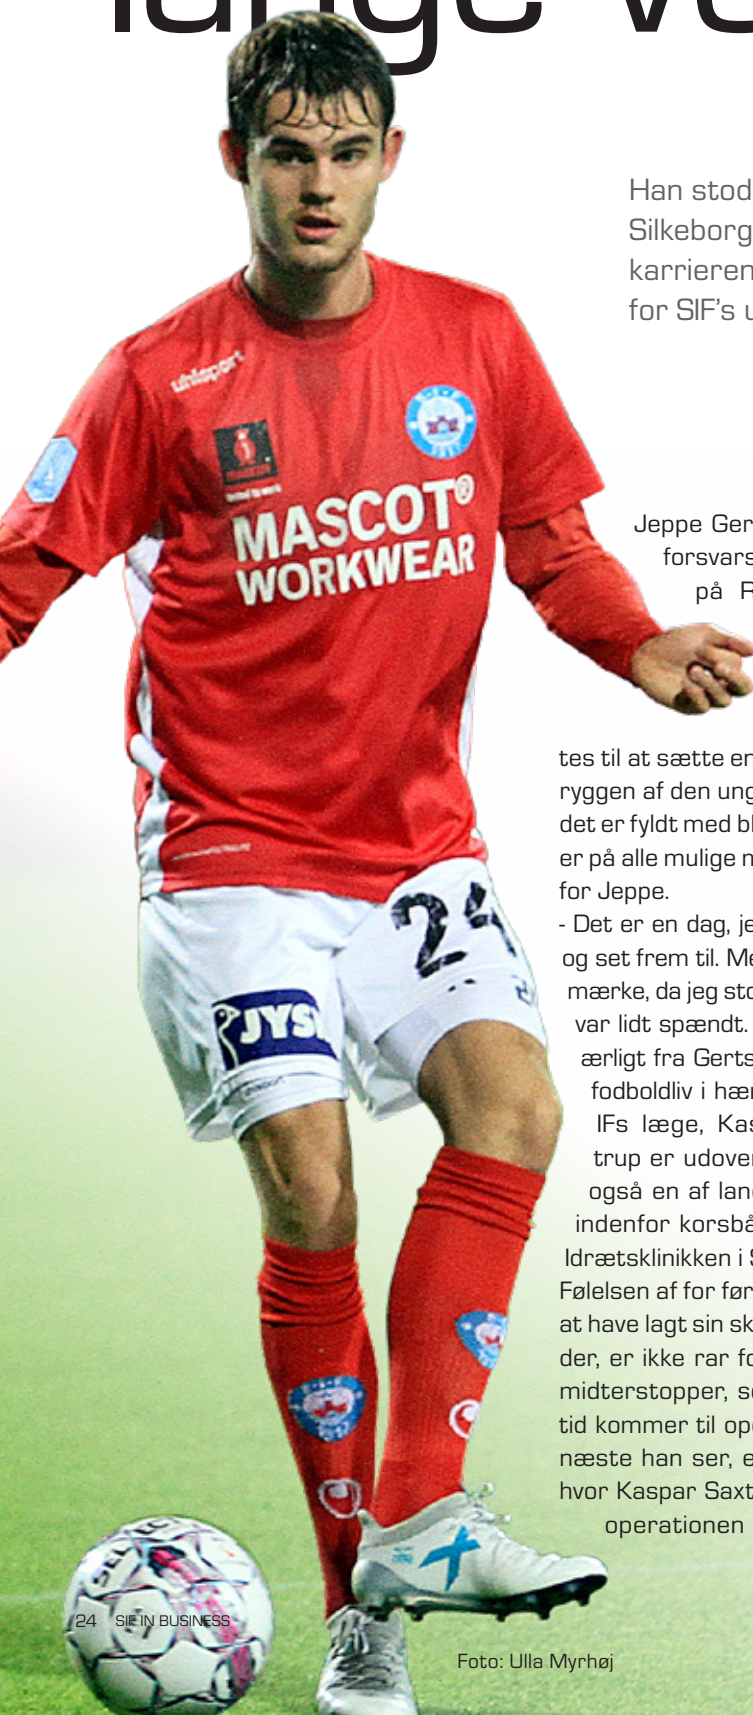 lange ve
Han stod
Silkeborg
karrieren
for SIF's u
uhlsport
MASCOT®
WORKWEAR
Jeppe Ger
forsvars
på R
tes til at sætte en
ryggen af den ung
det er fyldt med bl
er på alle mulige m
for Jeppe.
- Det er en dag, je
og set frem til. Me
mærke, da jeg sto
var lidt spændt.
ærligt fra Gerts
fodboldliv i hæn
IFs læge, Kas
trup er udover
også en af land
indenfor korsbå
Idrætsklinikken i S
Følelsen af for før
at have lagt sin sk
der, er ikke rar fo
midterstopper, so
tid kommer til ope
næste han ser, e
hvor Kaspar Saxt
operationen
24
JYS
SELECT
24 SIF IN BUSINESS
Foto: Ulla Myrhøj